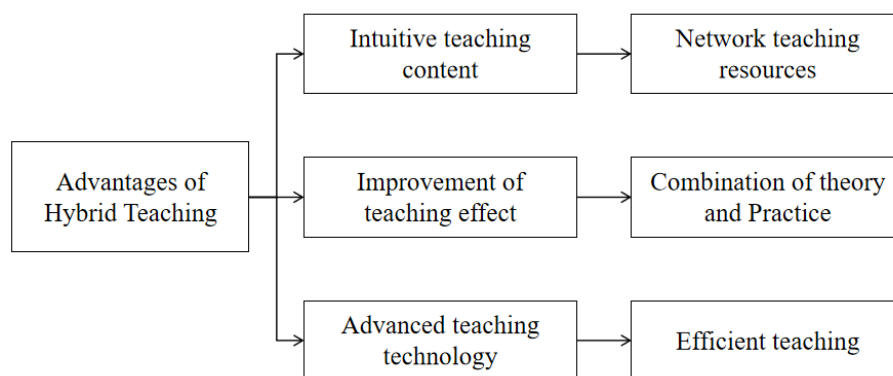 Advantages of
Hybrid Teaching
Intuitive teaching
content
Network teaching
resources
Improvement of
teaching effect
Combination of theory
and Practice
Advanced teaching
technology
Efficient teaching